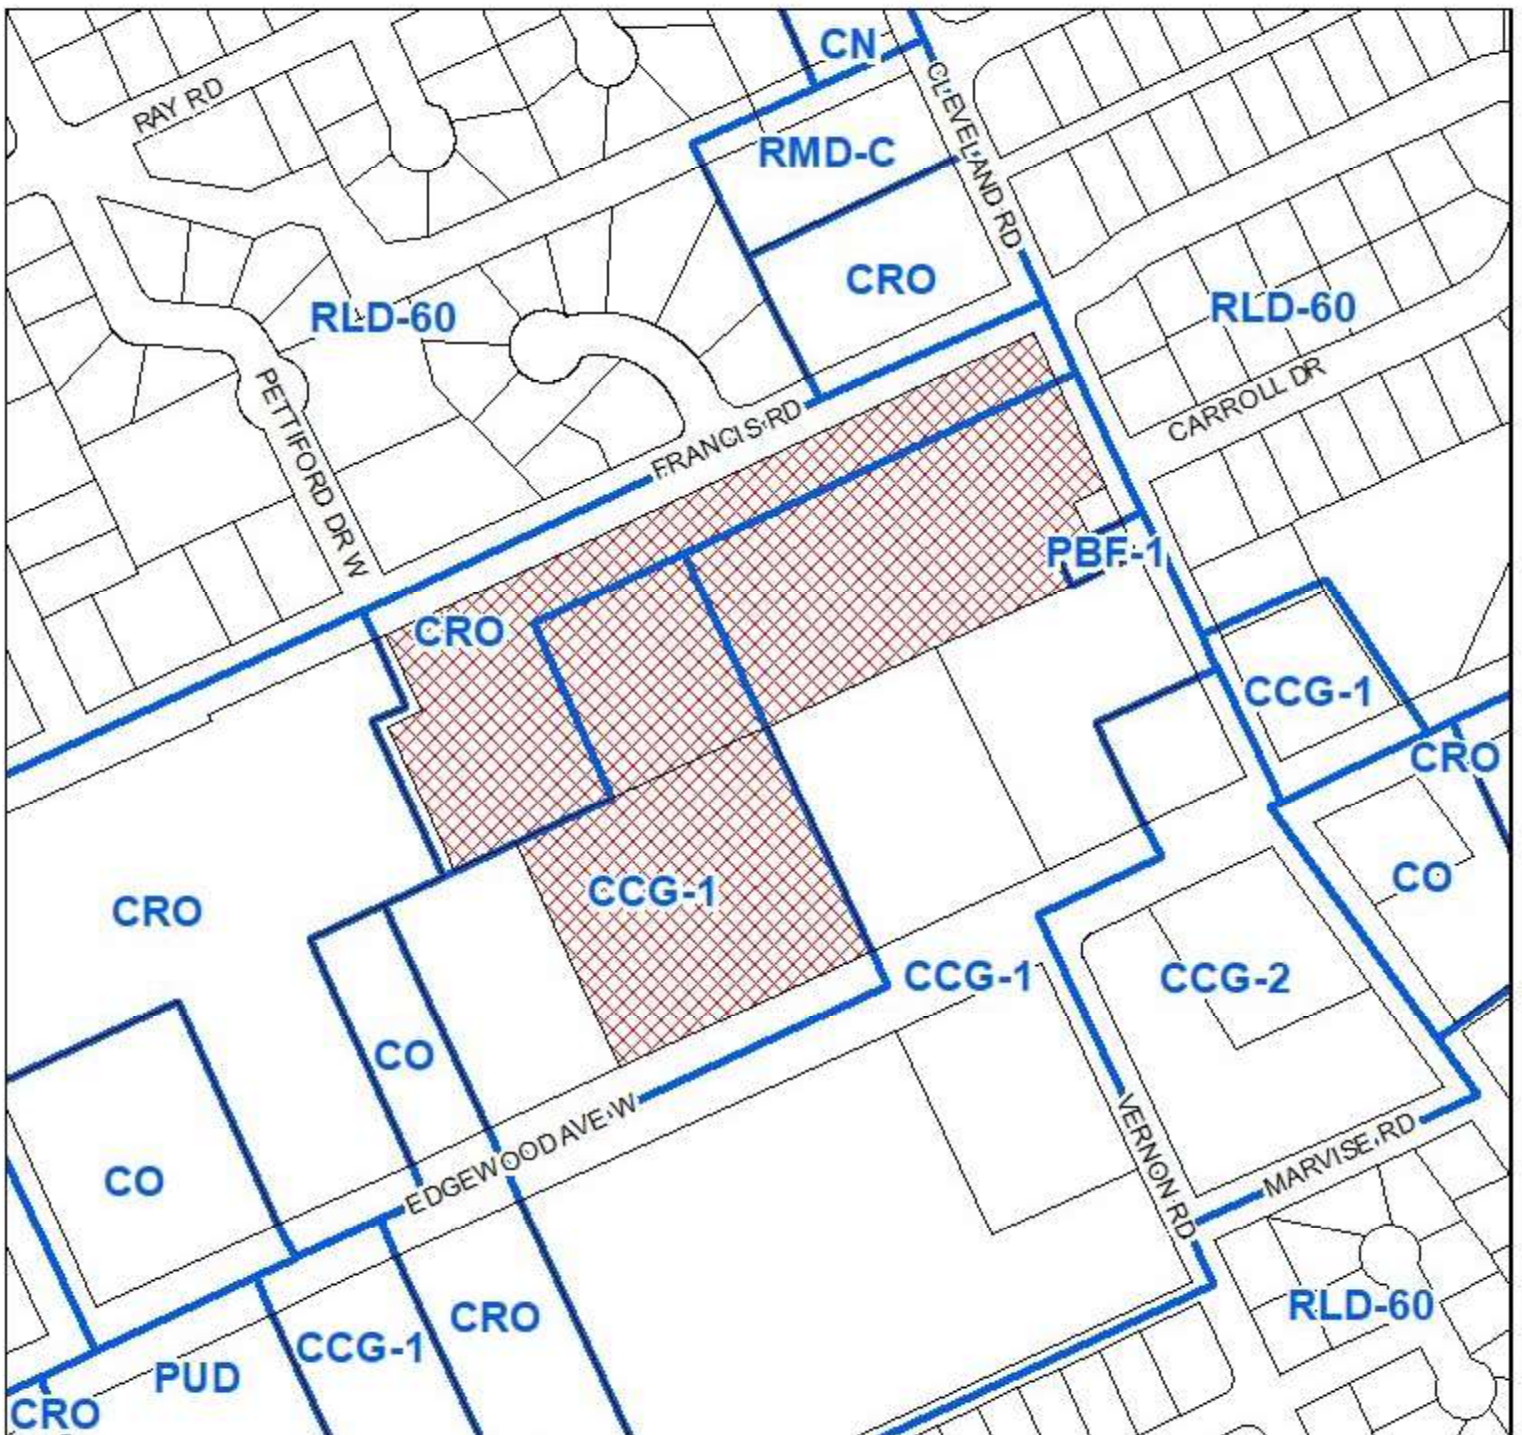 CN
RAY RD
CLEVELAND RD
RMD-C
CRO
RLD-60
RLD-60
PETTIFORD DR W
CARROLL DR
FRANCIS RD
PBF-1
CRO
CCG-1
CRO
CO
CCG-1
CRO
CCG-1
CCG-2
CO
EDGEWOOD AVE W
VERNON RD
MARVISE RD
CO
RLD-60
CRO
CCG-1
PUD
CRO